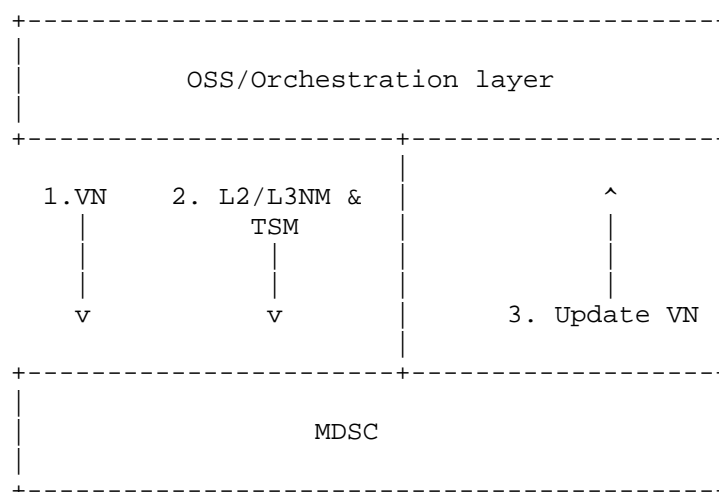 OSS/Orchestration layer
1.VN 2. L2/L3NM & ^
TSM
v v 3. Update VN
MDSC